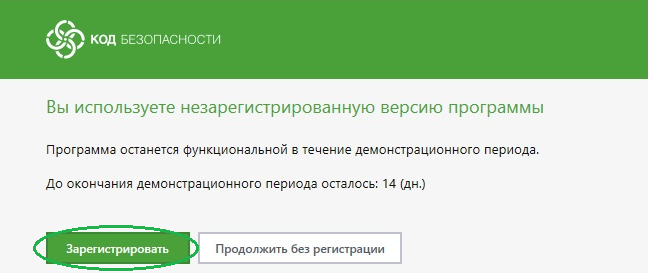 КОД БЕЗОПАСНОСТИ
Вы используете незарегистрированную версию программы
Программа останется функциональной в течение демонстрационного периода.
До окончания демонстрационного периода осталось: 14 (дн.)
Зарегистрировать
Продолжить без регистрации